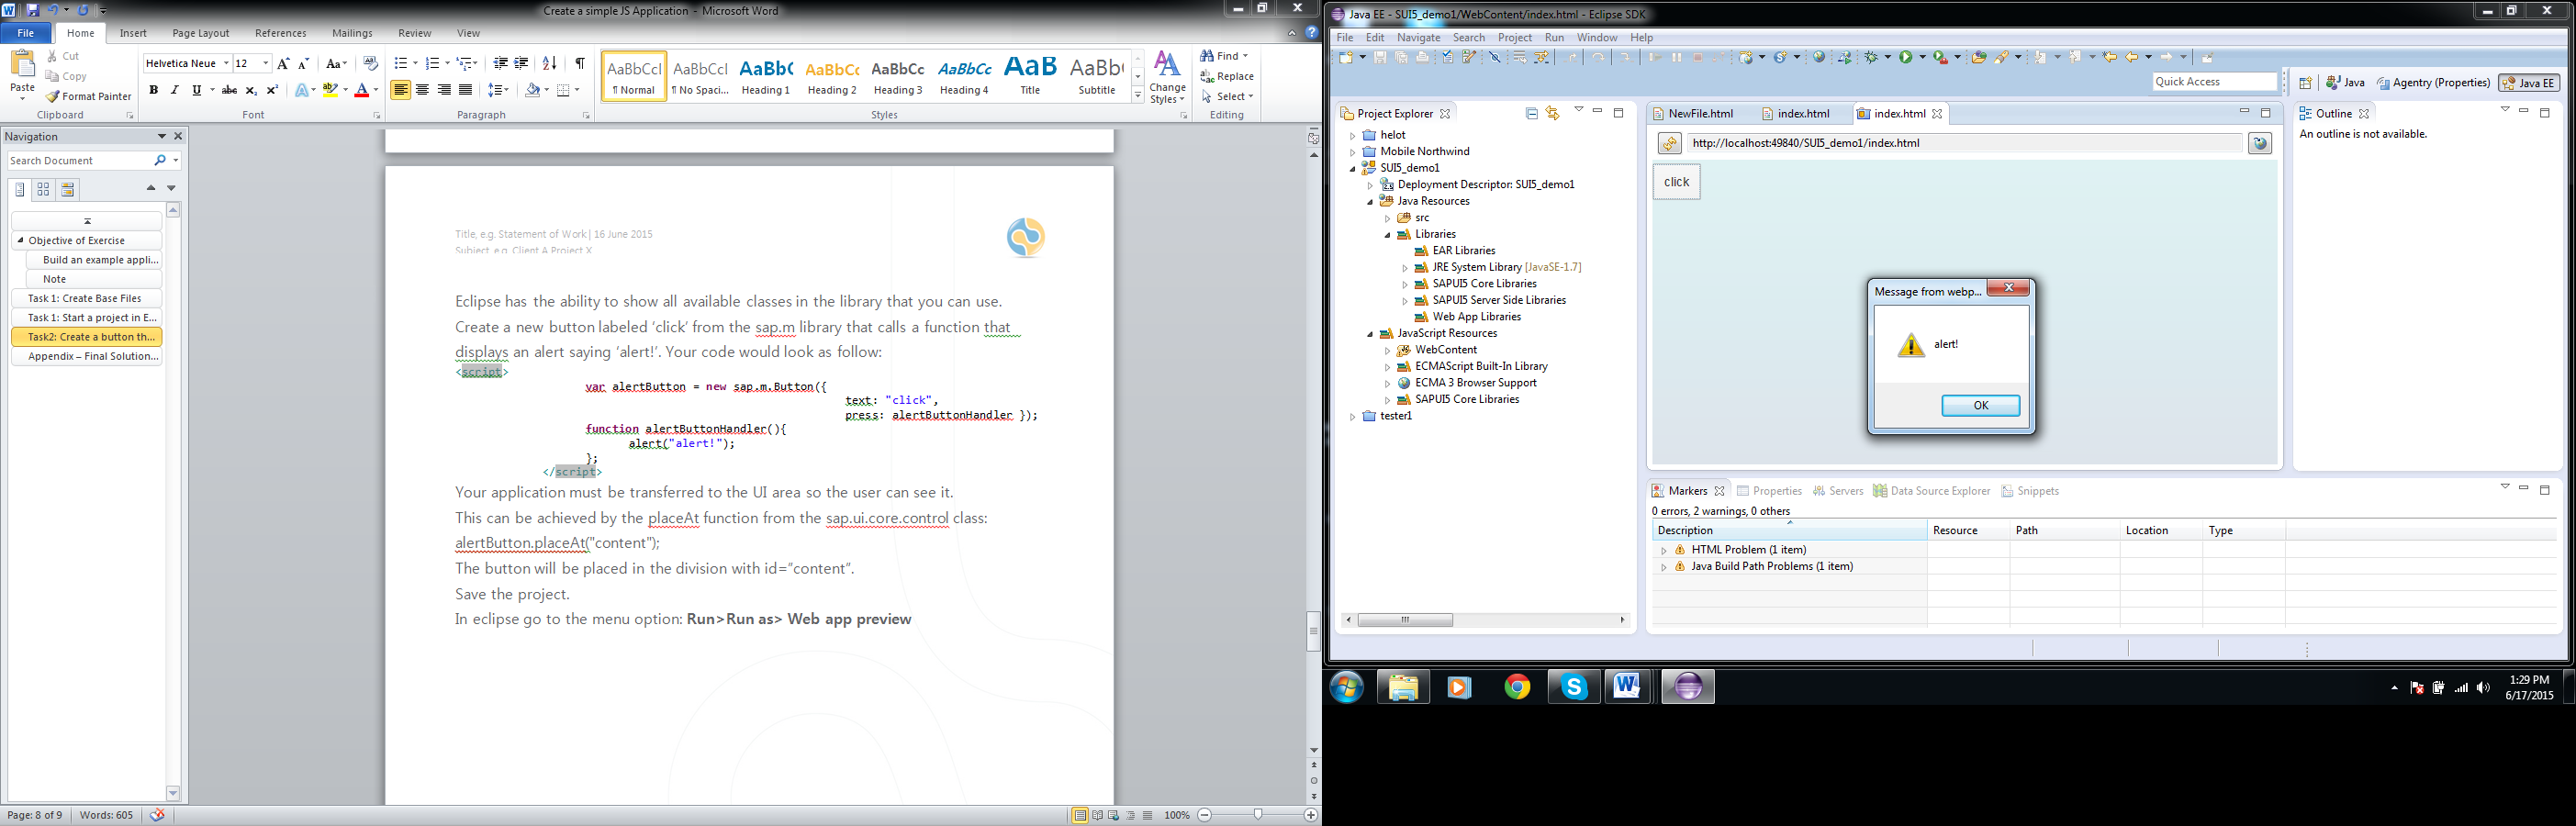 Create a simple JS Application - Microsoft Word
File Home Insert Page Layout References Mailings Review View
Paste
Cut
Copy
Format Painter
Clipboard
Helvetica Neue 12
Font
Paragraph
AaBbCcI AaBbCcI AaBbC AaBbCc AaBbCc AaBbCc AaB AaBbC
¶ Normal ¶ No Spaci... Heading 1 Heading 2 Heading 3 Heading 4 Title Subtitle
Change Styles
Styles
Find
Replace
Select
Editing
Navigation
Search Document
Objective of Exercise
Build an example appli...
Note
Task 1: Create Base Files
Task 1: Start a project in E...
Task2: Create a button th...
Appendix – Final Solution...
Title, e.g. Statement of Work | 16 June 2015
Subject, e.g. Client A Project X
Eclipse has the ability to show all available classes in the library that you can use.
Create a new button labeled ‘click’ from the sap.m library that calls a function that
displays an alert saying ‘alert!’. Your code would look as follow:
<script>
var alertButton = new sap.m.Button({
text: "click",
press: alertButtonHandler });
function alertButtonHandler(){
alert("alert!");
};
</script>
Your application must be transferred to the UI area so the user can see it.
This can be achieved by the placeAt function from the sap.ui.core.control class:
alertButton.placeAt("content");
The button will be placed in the division with id=”content”.
Save the project.
In eclipse go to the menu option: Run>Run as> Web app preview
Page: 8 of 9 Words: 605
100%
Java EE - SUI5_demo1/WebContent/index.html - Eclipse SDK
File Edit Navigate Search Project Run Window Help
Quick Access
Java Agentry (Properties) Java EE
Project Explorer
helot
Mobile Northwind
SUI5_demo1
Deployment Descriptor: SUI5_demo1
Java Resources
src
Libraries
EAR Libraries
JRE System Library [JavaSE-1.7]
SAPUI5 Core Libraries
SAPUI5 Server Side Libraries
Web App Libraries
JavaScript Resources
WebContent
ECMAScript Built-In Library
ECMA 3 Browser Support
SAPUI5 Core Libraries
tester1
NewFile.html index.html index.html
http://localhost:49840/SUI5_demo1/index.html
click
Message from webp...
alert!
OK
Outline
An outline is not available.
Markers Properties Servers Data Source Explorer Snippets
0 errors, 2 warnings, 0 others
Description Resource Path Location Type
HTML Problem (1 item)
Java Build Path Problems (1 item)
1:29 PM
6/17/2015